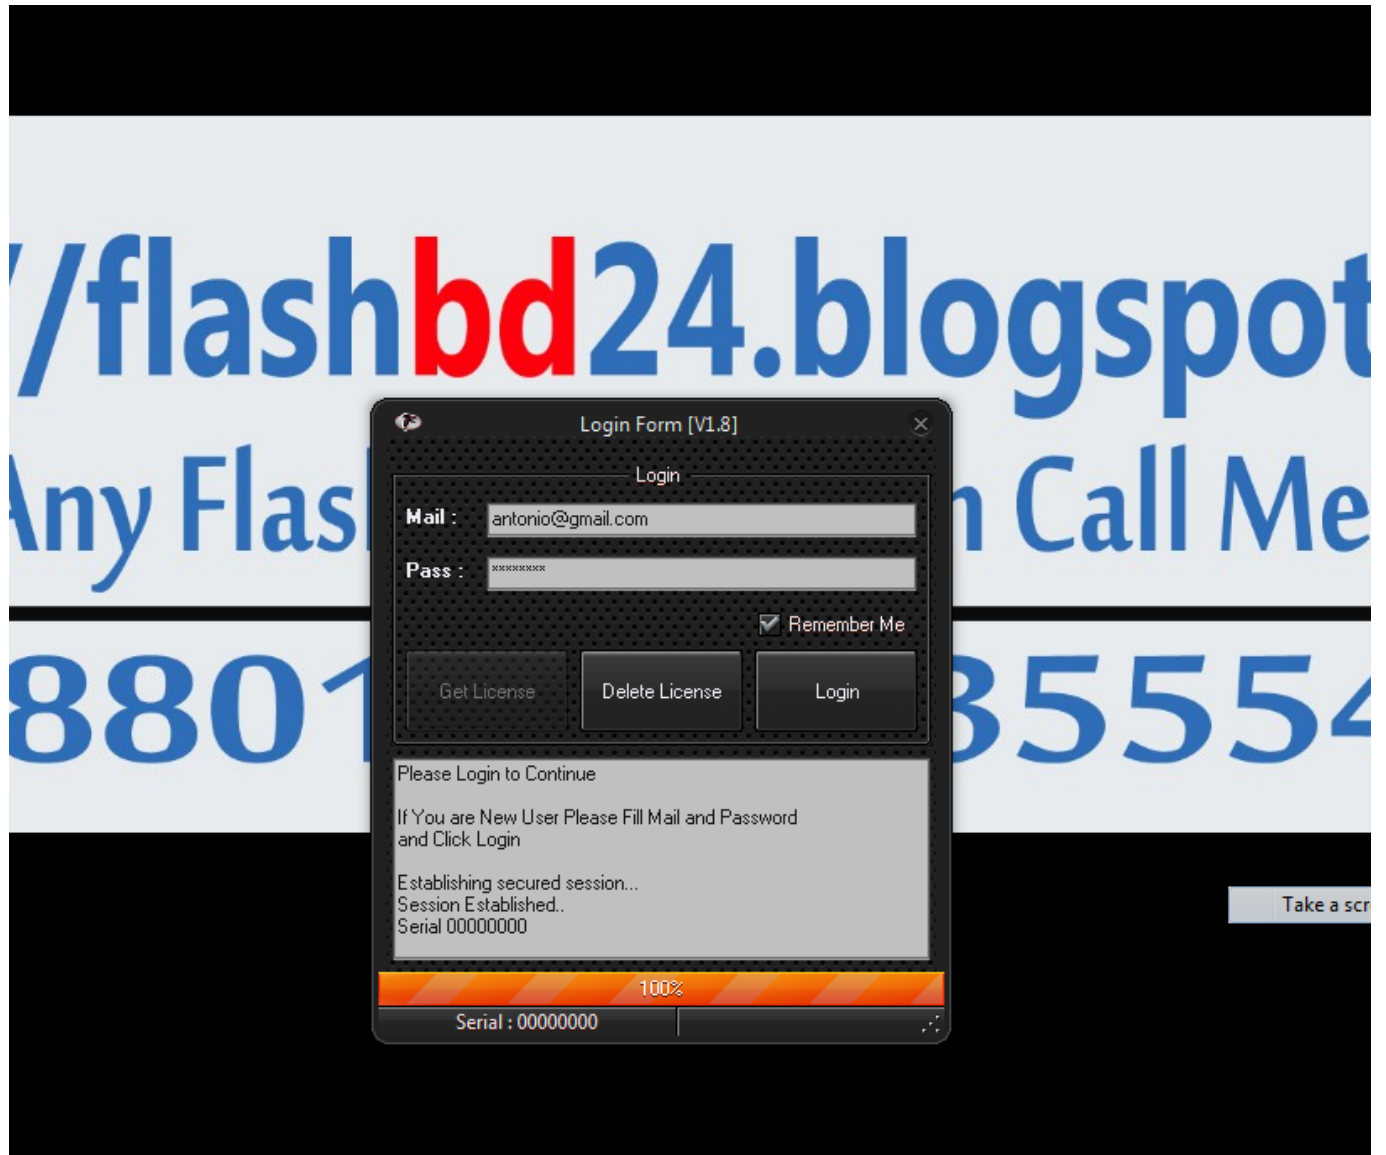 //flashbd24.blogspot
Any Flas
n Call Me
8801
35554
Login Form [V1.8]
Login
Mail : antonio@gmail.com
Pass : ********
Remember Me
Get License Delete License Login
Please Login to Continue
If You are New User Please Fill Mail and Password
and Click Login
Establishing secured session...
Session Established..
Serial 00000000
100%
Serial : 00000000
Take a scr